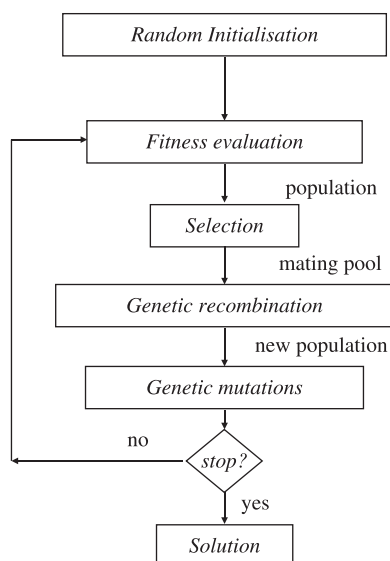 Random Initialisation
Fitness evaluation
population
Selection
mating pool
Genetic recombination
new population
Genetic mutations
no
stop?
yes
Solution